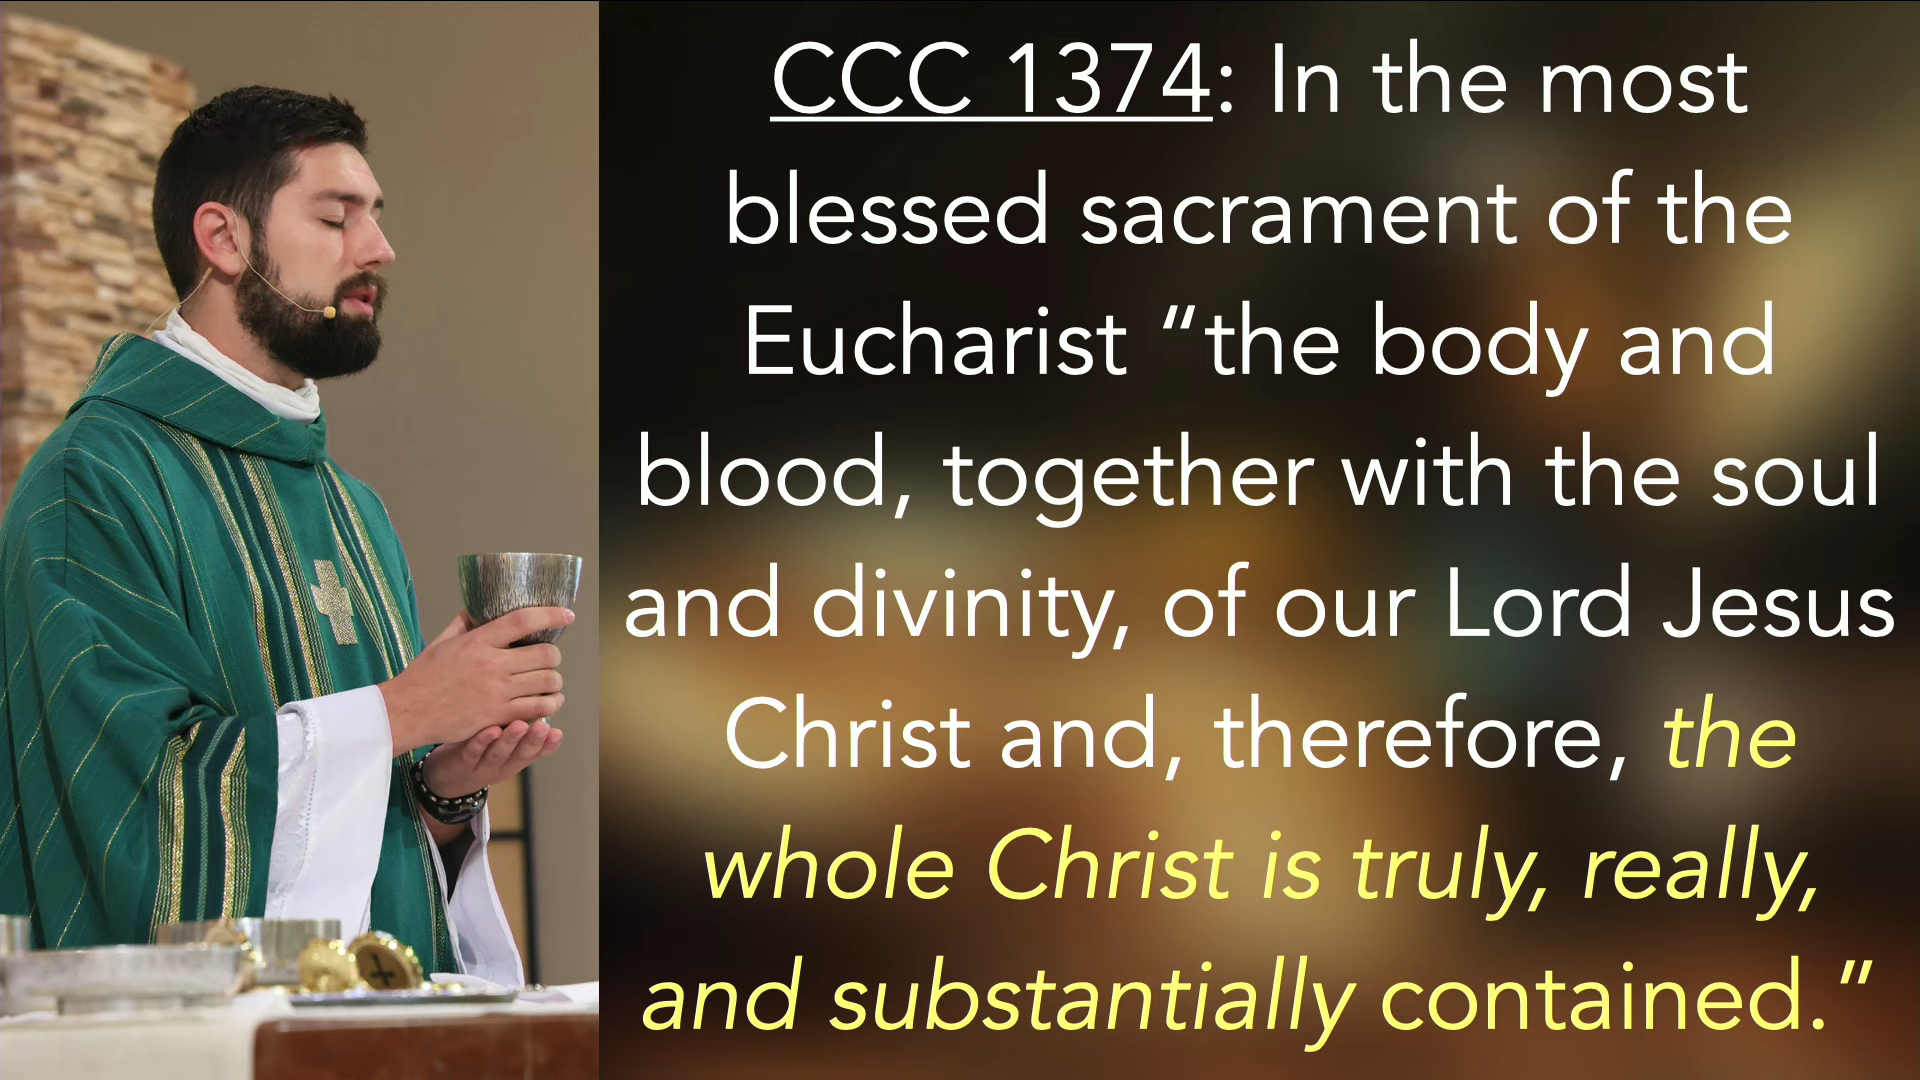 CCC 1374: In the most
blessed sacrament of the
Eucharist “the body and
blood, together with the soul
and divinity, of our Lord Jesus
Christ and, therefore, the
whole Christ is truly, really,
and substantially contained.”